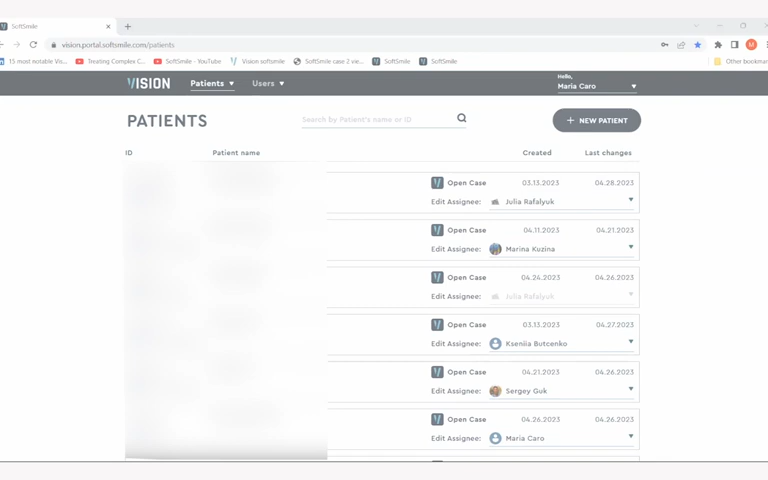 SoftSmile
vision.portal.softsmile.com/patients
15 most notable Vis...
Treating Complex C...
SoftSmile - YouTube
Vision softsmile
SoftSmile case 2 vie...
SoftSmile
SoftSmile
Other bookmar
VISION
Patients
Users
Hello,
Maria Caro
PATIENTS
Search by Patient's name or ID
+ NEW PATIENT
ID Patient name Created Last changes
Open Case 03.13.2023 04.28.2023
Edit Assignee: Julia Rafalyuk
Open Case 04.11.2023 04.21.2023
Edit Assignee: Marina Kuzina
Open Case 04.24.2023 04.26.2023
Edit Assignee: Julia Rafalyuk
Open Case 03.13.2023 04.27.2023
Edit Assignee: Kseniia Butcenko
Open Case 04.21.2023 04.26.2023
Edit Assignee: Sergey Guk
Open Case 04.26.2023 04.26.2023
Edit Assignee: Maria Caro